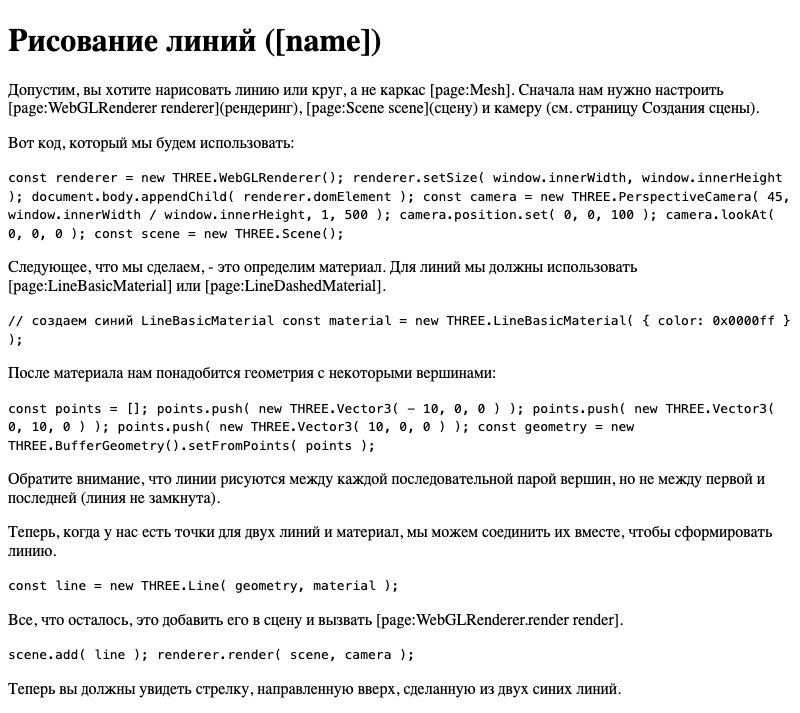 Рисование линий ([name])
Допустим, вы хотите нарисовать линию или круг, а не каркас [page:Mesh]. Сначала нам нужно настроить
[page:WebGLRenderer renderer](рендеринг), [page:Scene scene](сцену) и камеру (см. страницу Создания сцены).
Вот код, который мы будем использовать:
const renderer = new THREE.WebGLRenderer(); renderer.setSize( window.innerWidth, window.innerHeight
); document.body.appendChild( renderer.domElement ); const camera = new THREE.PerspectiveCamera( 45,
window.innerWidth / window.innerHeight, 1, 500 ); camera.position.set( 0, 0, 100 ); camera.lookAt(
0, 0, 0 ); const scene = new THREE.Scene();
Следующее, что мы сделаем, - это определим материал. Для линий мы должны использовать
[page:LineBasicMaterial] или [page:LineDashedMaterial].
// создаем синий LineBasicMaterial const material = new THREE.LineBasicMaterial( { color: 0x0000ff }
);
После материала нам понадобится геометрия с некоторыми вершинами:
const points = []; points.push( new THREE.Vector3( - 10, 0, 0 ) ); points.push( new THREE.Vector3(
0, 10, 0 ) ); points.push( new THREE.Vector3( 10, 0, 0 ) ); const geometry = new
THREE.BufferGeometry().setFromPoints( points );
Обратите внимание, что линии рисуются между каждой последовательной парой вершин, но не между первой и
последней (линия не замкнута).
Теперь, когда у нас есть точки для двух линий и материал, мы можем соединить их вместе, чтобы сформировать
линию.
const line = new THREE.Line( geometry, material );
Все, что осталось, это добавить его в сцену и вызвать [page:WebGLRenderer.render render].
scene.add( line ); renderer.render( scene, camera );
Теперь вы должны увидеть стрелку, направленную вверх, сделанную из двух синих линий.